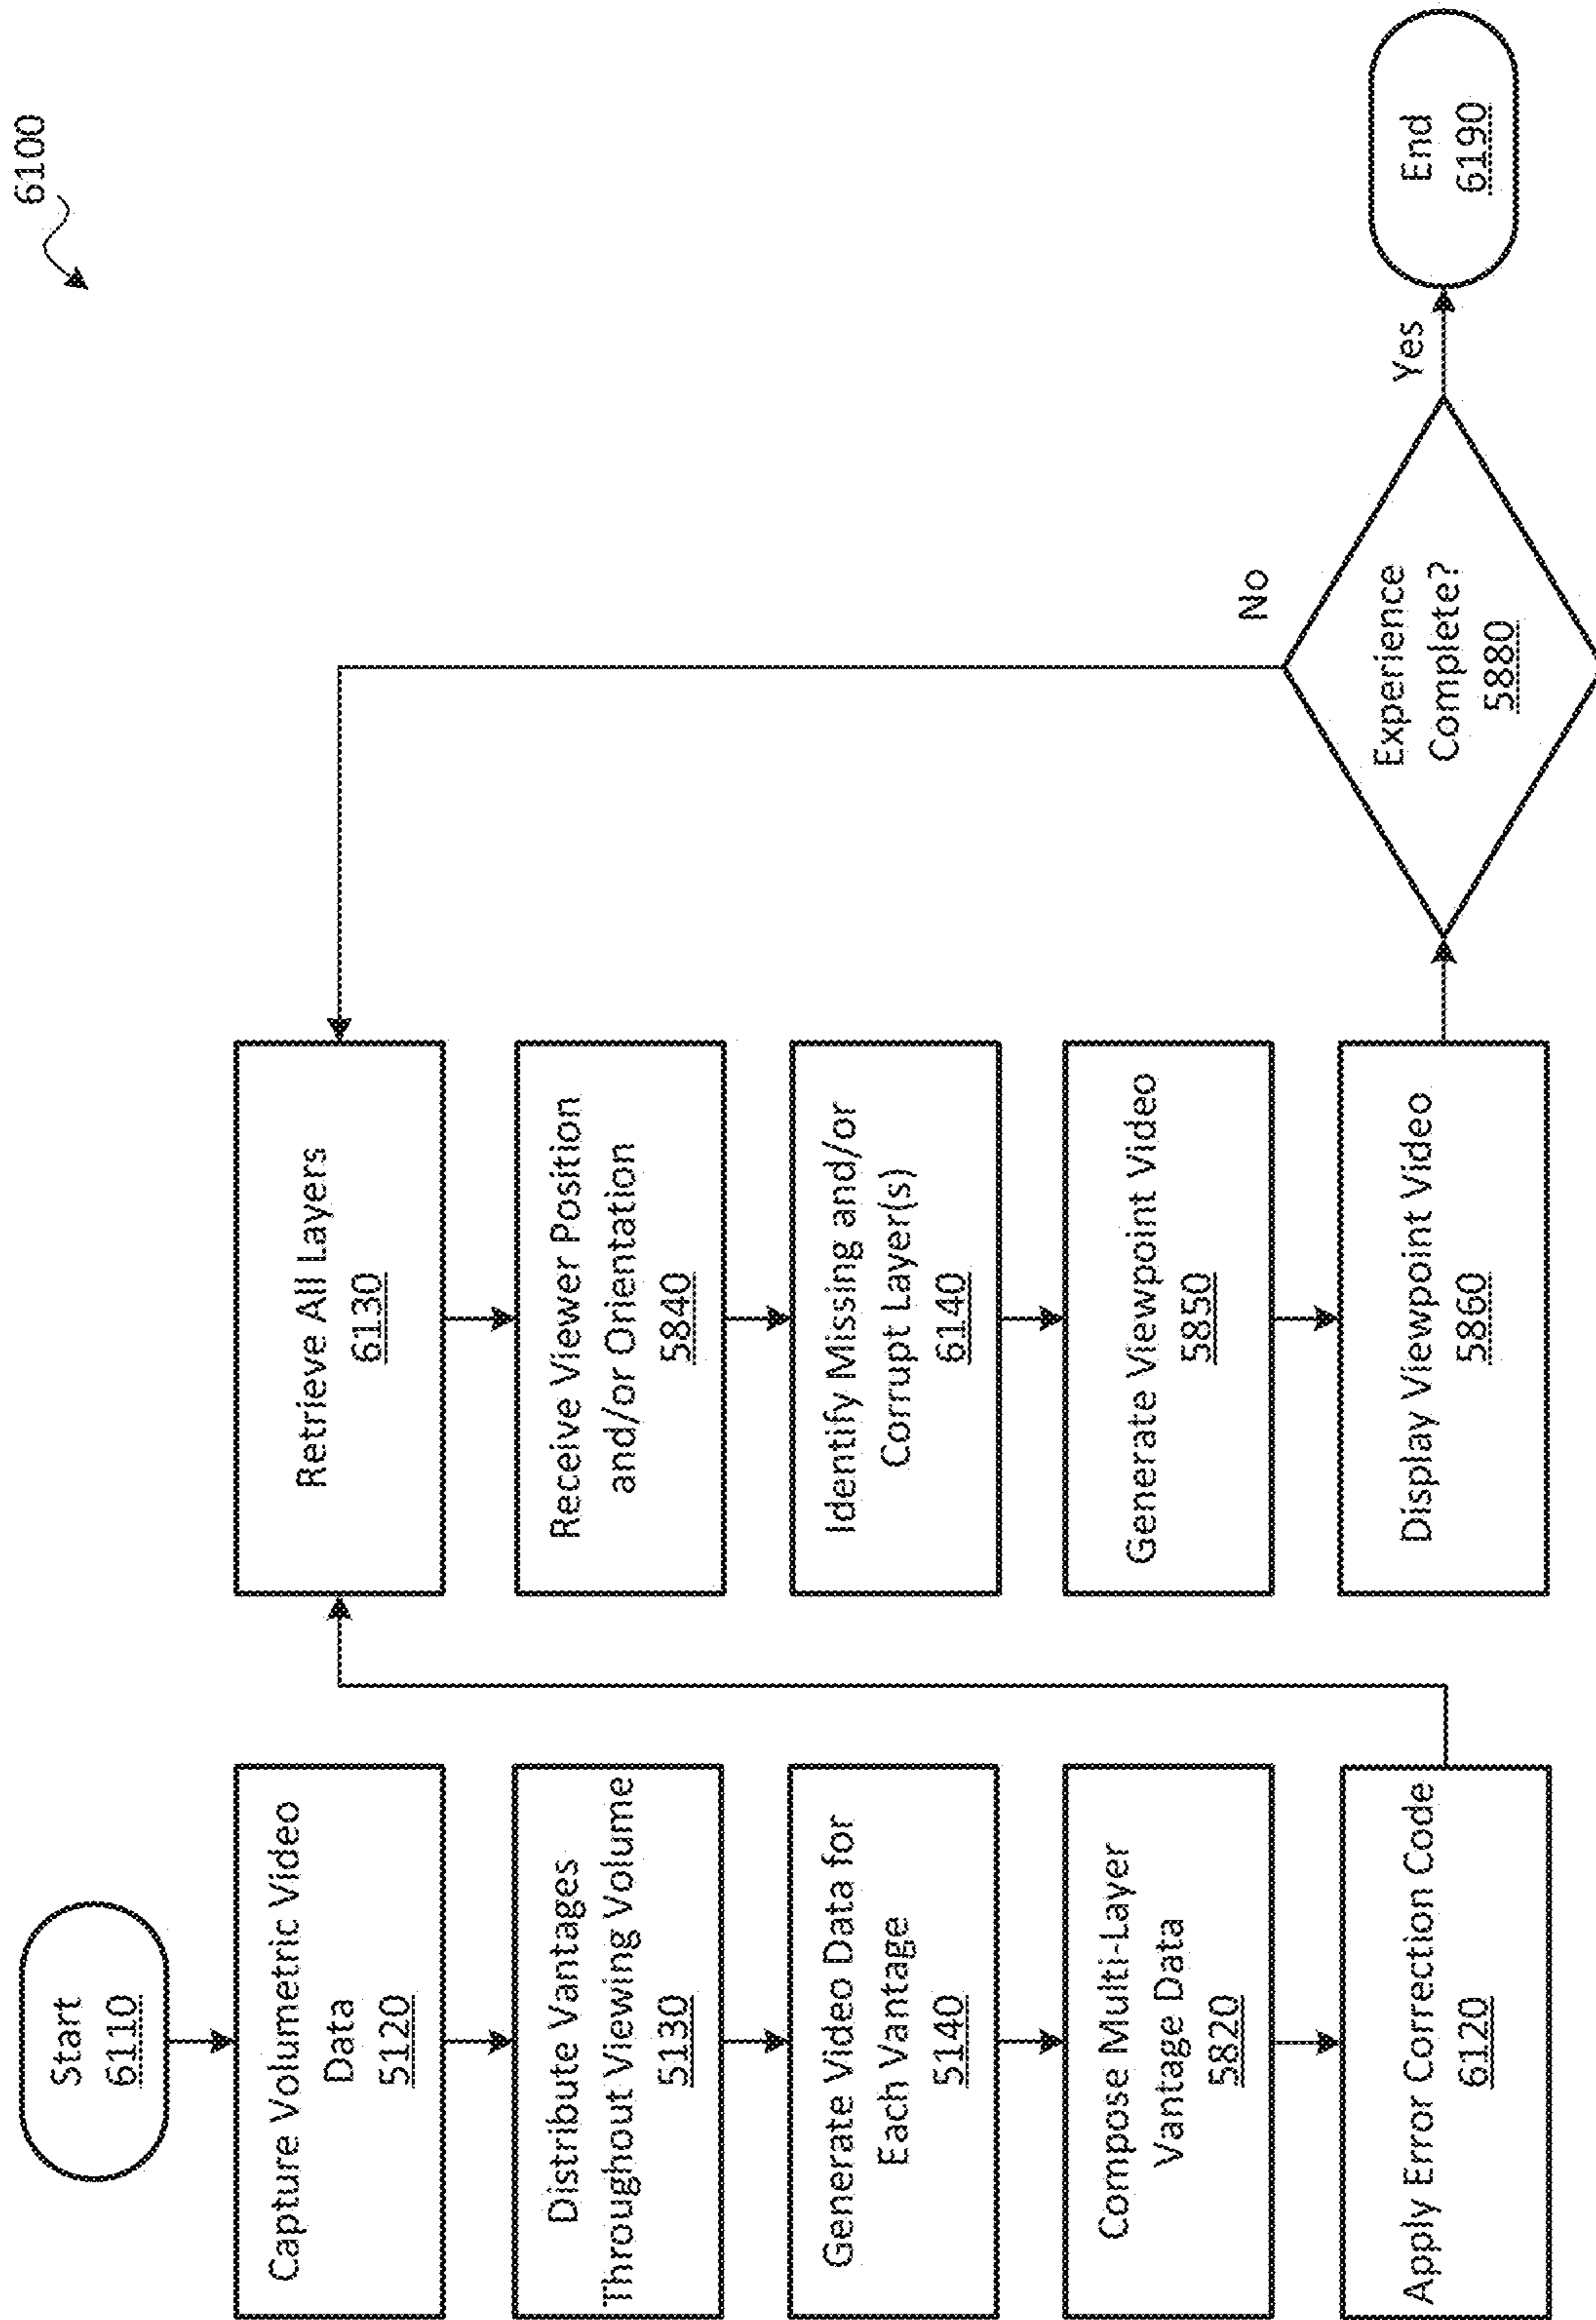 6100
Start
6110
Capture Volumetric Video
Data
5120
Distribute Vantages
Throughout Viewing Volume
5130
Generate Video Data for
Each Vantage
5140
Compose Multi-Layer
Vantage Data
5820
Apply Error Correction Code
6120
Retrieve All Layers
6130
Receive Viewer Position
and/or Orientation
5840
Identify Missing and/or
Corrupt Layer(s)
6140
Generate Viewpoint Video
5850
Display Viewpoint Video
5860
No
Experience
Complete?
5880
Yes
End
6190